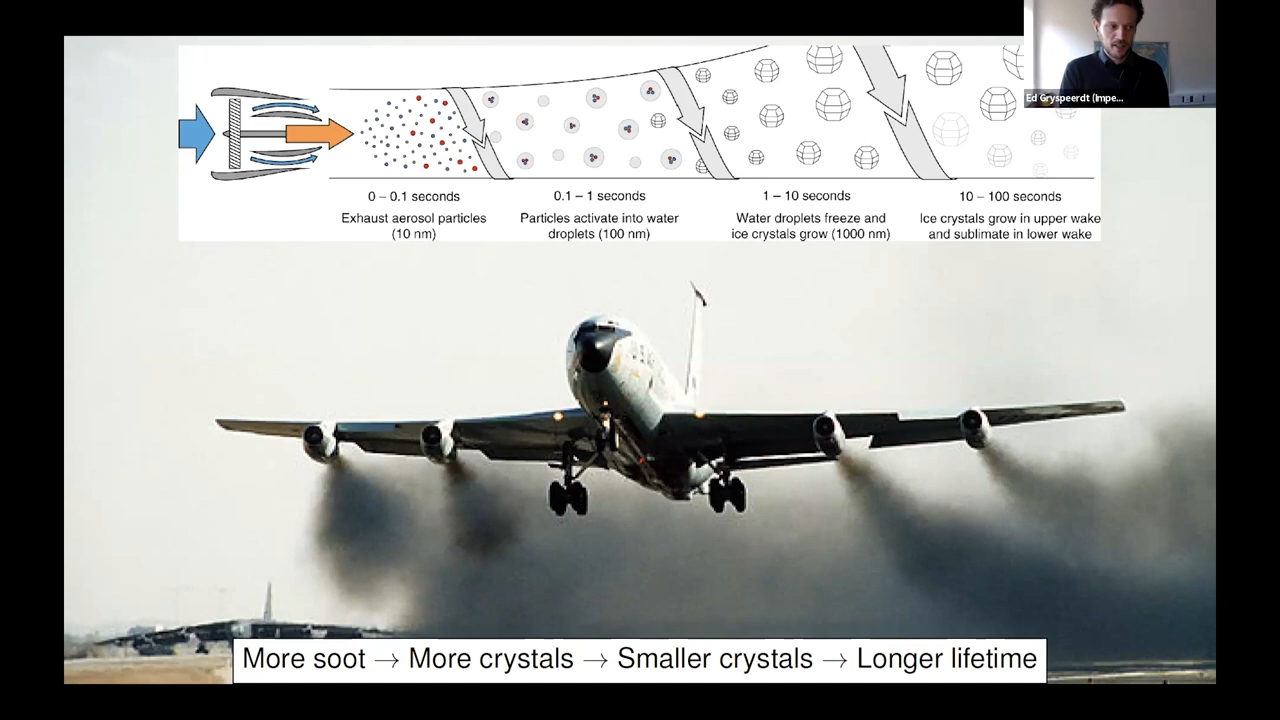 Ed Gryspeerdt (Impe...
0 – 0.1 seconds
Exhaust aerosol particles
(10 nm)
0.1 – 1 seconds
Particles activate into water
droplets (100 nm)
1 – 10 seconds
Water droplets freeze and
ice crystals grow (1000 nm)
10 – 100 seconds
Ice crystals grow in upper wake
and sublimate in lower wake
More soot → More crystals → Smaller crystals → Longer lifetime